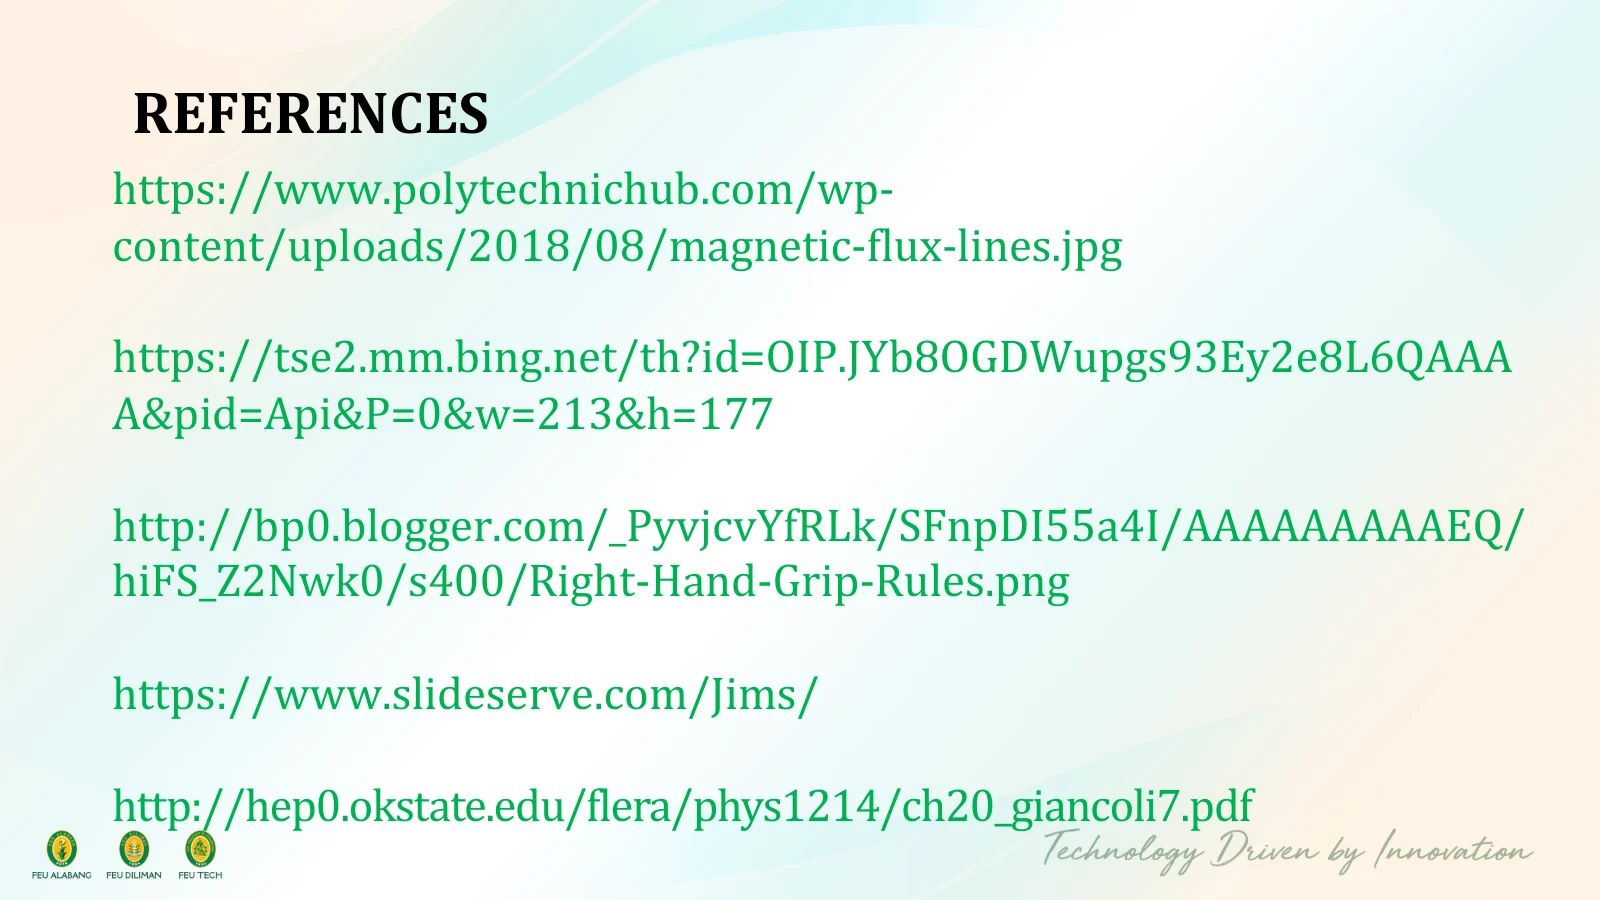 REFERENCES
https://www.polytechnichub.com/wp-
content/uploads/2018/08/magnetic-flux-lines.jpg
https://tse2.mm.bing.net/th?id=OIP.JYb8OGDWupgs93Ey2e8L6QAAA
A&pid=Api&P=0&w=213&h=177
http://bp0.blogger.com/_PyvjcvYfRLk/SFnpDI55a4I/AAAAAAAAAEQ/
hiFS_Z2Nwk0/s400/Right-Hand-Grip-Rules.png
https://www.slideserve.com/Jims/
http://hep0.okstate.edu/flera/phys1214/ch20_giancoli7.pdf
Technology Driven by Innovation
FEU ALABANG FEU DILIMAN FEU TECH